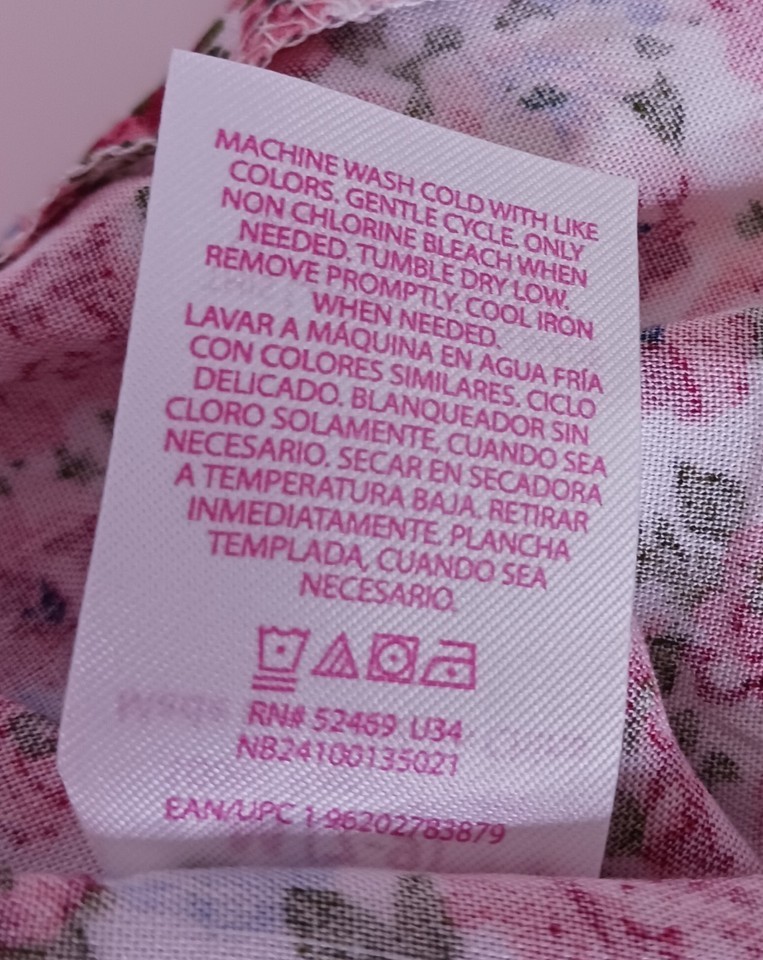 MACHINE WASH COLD WITH LIKE
COLORS. GENTLE CYCLE. ONLY
NON CHLORINE BLEACH WHEN
NEEDED. TUMBLE DRY LOW.
REMOVE PROMPTLY. COOL IRON
WHEN NEEDED.
LAVAR A MÁQUINA EN AGUA FRÍA
CON COLORES SIMILARES. CICLO
DELICADO. BLANQUEADOR SIN
CLORO SOLAMENTE, CUANDO SEA
NECESARIO. SECAR EN SECADORA
A TEMPERATURA BAJA. RETIRAR
INMEDIATAMENTE. PLANCHA
TEMPLADA, CUANDO SEA
NECESARIO.
RN# 52469 U34
NB24100135021
EAN/UPC 1-96202783879